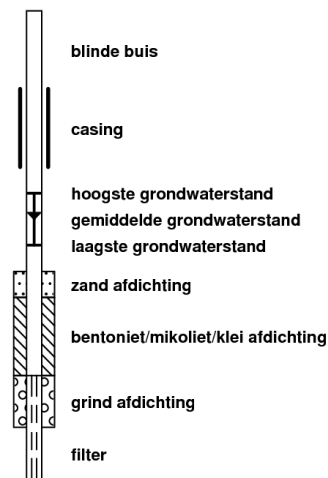 blinde buis
casing
hoogste grondwaterstand
gemiddelde grondwaterstand
laagste grondwaterstand
zand afdichting
bentoniet/mikoliet/klei afdichting
grind afdichting
filter